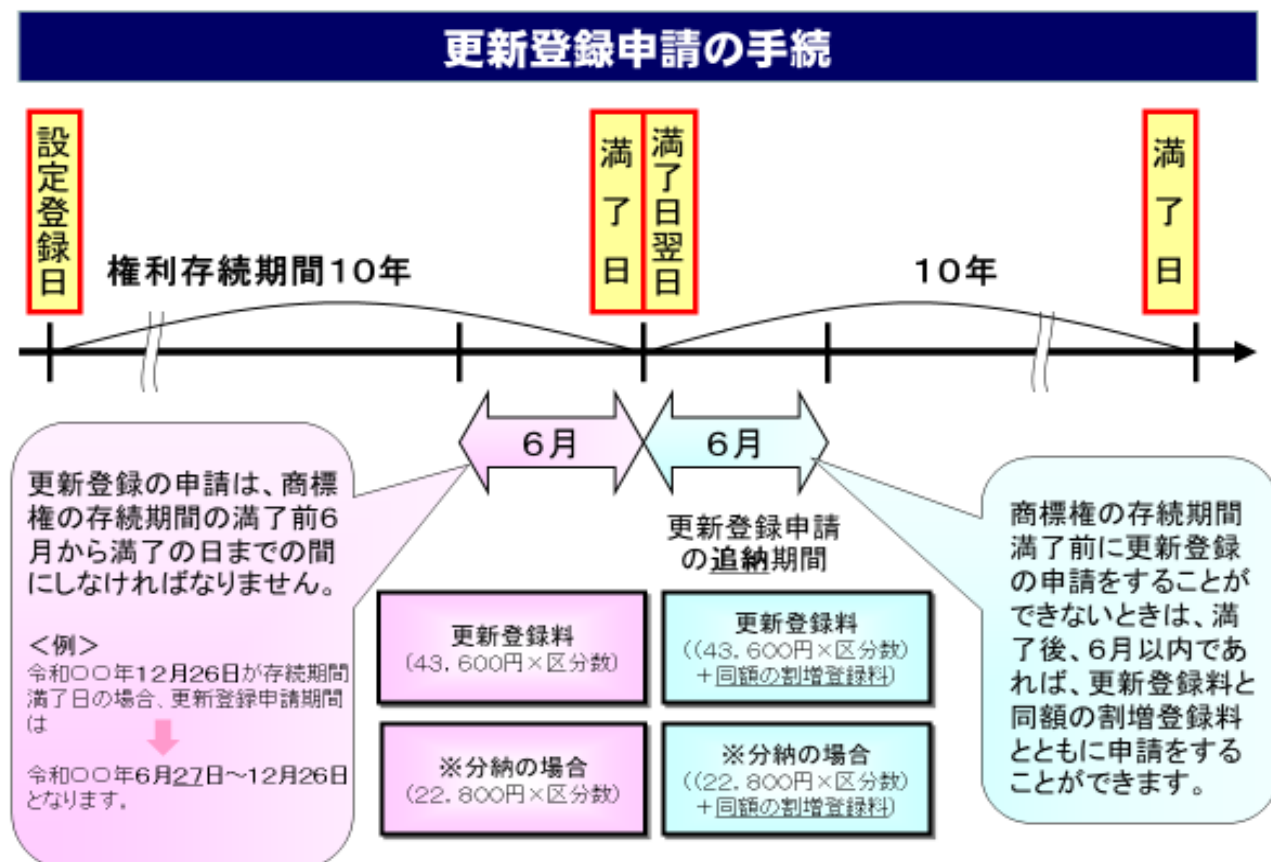 更新登録申請の手続
設定登録日
満了日
満了日翌日
満了日
権利存続期間10年
10年
6月
6月
更新登録の申請は、商標
権の存続期間の満了前6
月から満了の日までの間
にしなければなりません。
<例>
令和〇〇年12月26日が存続期間
満了日の場合、更新登録申請期間
は
令和〇〇年6月27日~12月26日
となります。
更新登録申請
の追納期間
更新登録料
(43.600円×区分数)
更新登録料
((43.600円×区分数)
+同額の割増登録料)
※分納の場合
(22.800円×区分数)
※分納の場合
((22.800円×区分数)
+同額の割増登録料)
商標権の存続期間
満了前に更新登録
の申請をすることが
できないときは、満
了後、6月以内であ
れば、更新登録料と
同額の割増登録料
とともに申請をする
ことができます。